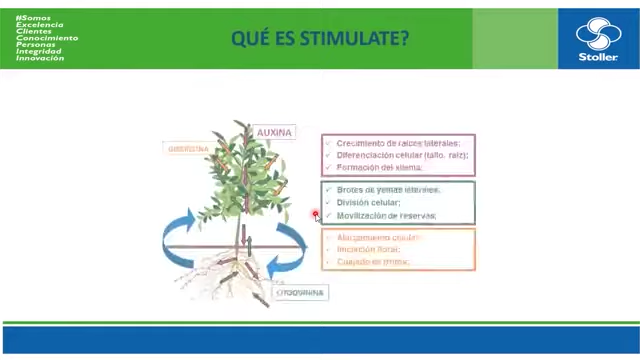 #Somos
Excelencia
Clientes
Conocimiento
Personas
Integridad
Innovación
QUÉ ES STIMULATE?
Stoller
AUXINA
GIBERELINA
CITOQUININA
Crecimiento de raíces laterales;
Diferenciación celular (tallo, raíz);
Formación del xilema;
Brotes de yemas laterales;
División celular;
Movilización de reservas;
Alargamiento celular;
Iniciación floral;
Cuajado de frutos;